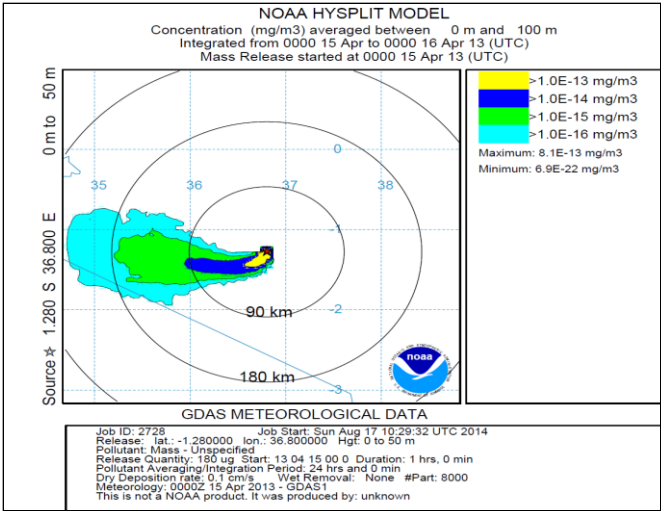 NOAA HYSPLIT MODEL
Concentration (mg/m3) averaged between 0 m and 100 m
Integrated from 0000 15 Apr to 0000 16 Apr 13 (UTC)
Mass Release started at 0000 15 Apr 13 (UTC)
>1.0E-13 mg/m3
>1.0E-14 mg/m3
>1.0E-15 mg/m3
>1.0E-16 mg/m3
Maximum: 8.1E-13 mg/m3
Minimum: 6.9E-22 mg/m3
Source ☆ 1.280 S 36.800 E 0 m to 50 m
0
35 36 37 38
-1
90 km
-2
180 km
-3
noaa
GDAS METEOROLOGICAL DATA
Job ID: 2728 Job Start: Sun Aug 17 10:29:32 UTC 2014
Release: lat.: -1.280000 lon.: 36.800000 Hgt: 0 to 50 m
Pollutant: Mass - Unspecified
Release Quantity: 180 ug Start: 13 04 15 00 0 Duration: 1 hrs, 0 min
Pollutant Averaging/Integration Period: 24 hrs and 0 min
Dry Deposition rate: 0.1 cm/s Wet Removal: None #Part: 8000
Meteorology: 0000Z 15 Apr 2013 - GDAS1
This is not a NOAA product. It was produced by: unknown